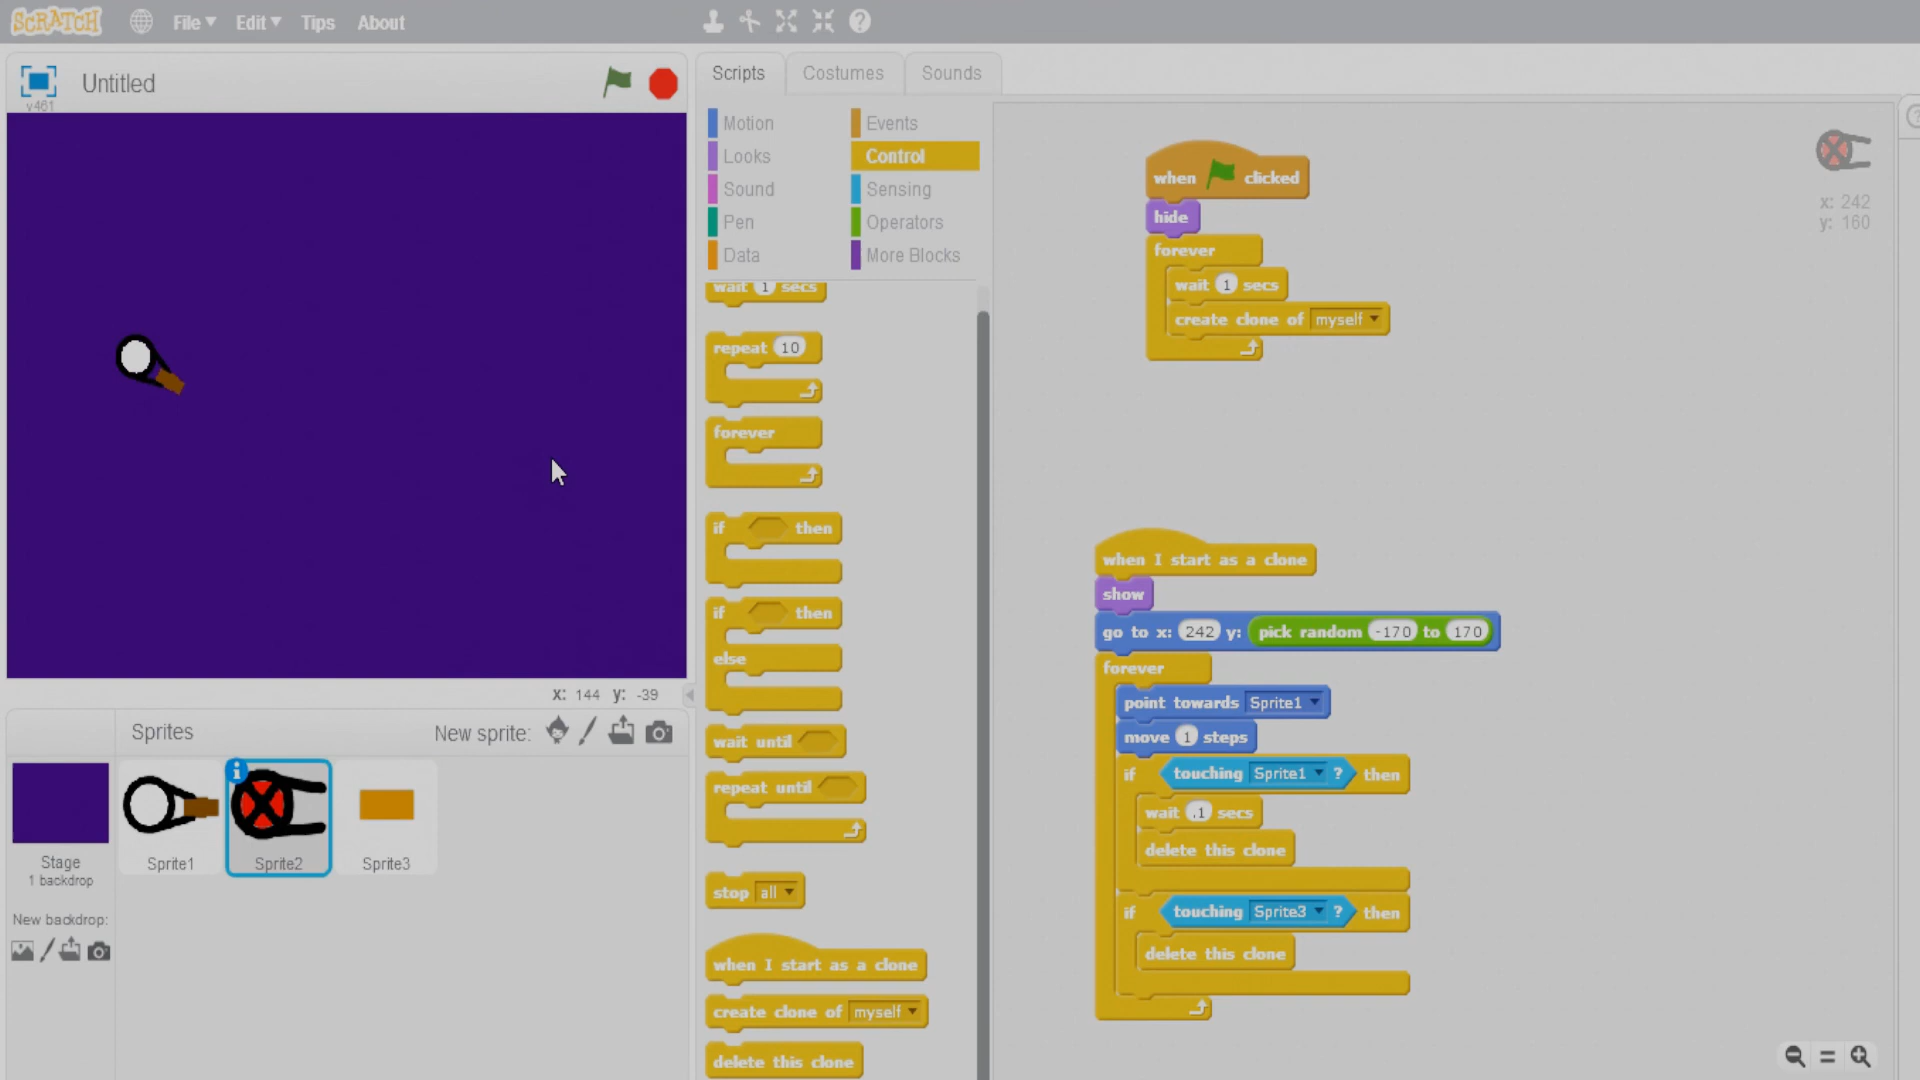 SCRATCH
File ▼ Edit ▼ Tips About
Untitled
v461
Scripts Costumes Sounds
Motion Events
Looks Control
Sound Sensing
Pen Operators
Data More Blocks
wait 1 secs
repeat 10
forever
if then
if then
else
wait until
repeat until
stop all
when I start as a clone
create clone of myself
delete this clone
when clicked
hide
forever
wait 1 secs
create clone of myself
x: 242
y: 160
when I start as a clone
show
go to x: 242 y: pick random -170 to 170
forever
point towards Sprite1
move 1 steps
if touching Sprite1 ? then
wait .1 secs
delete this clone
if touching Sprite3 ? then
delete this clone
x: 144 y: -39
Sprites New sprite:
Stage
1 backdrop
New backdrop:
Sprite1
Sprite2
Sprite3